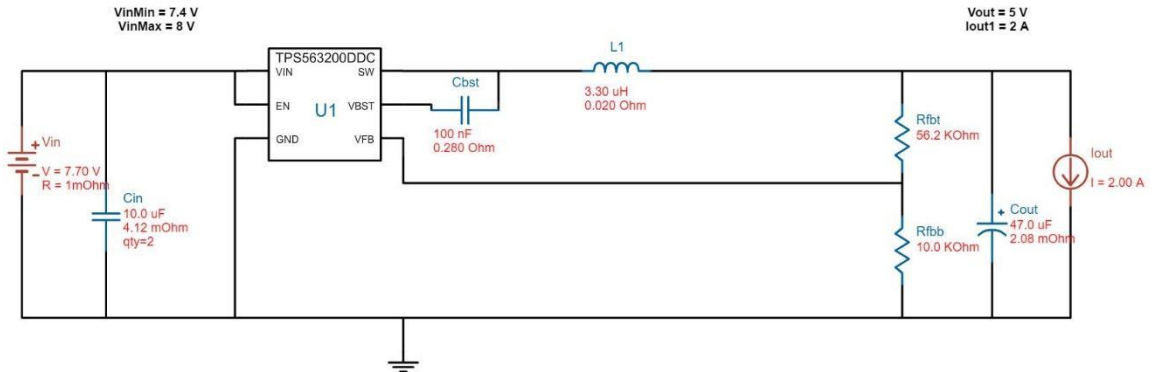 VinMin = 7.4 V
VinMax = 8 V
Vout = 5 V
Iout1 = 2 A
TPS563200DDC
VIN
SW
EN
U1
VBST
GND
VFB
Cbst
100 nF
0.280 Ohm
L1
3.30 uH
0.020 Ohm
Vin
V = 7.70 V
R = 1mOhm
Cin
10.0 uF
4.12 mOhm
qty=2
Rfbt
56.2 KOhm
Rfbb
10.0 KOhm
Cout
47.0 uF
2.08 mOhm
Iout
I = 2.00 A